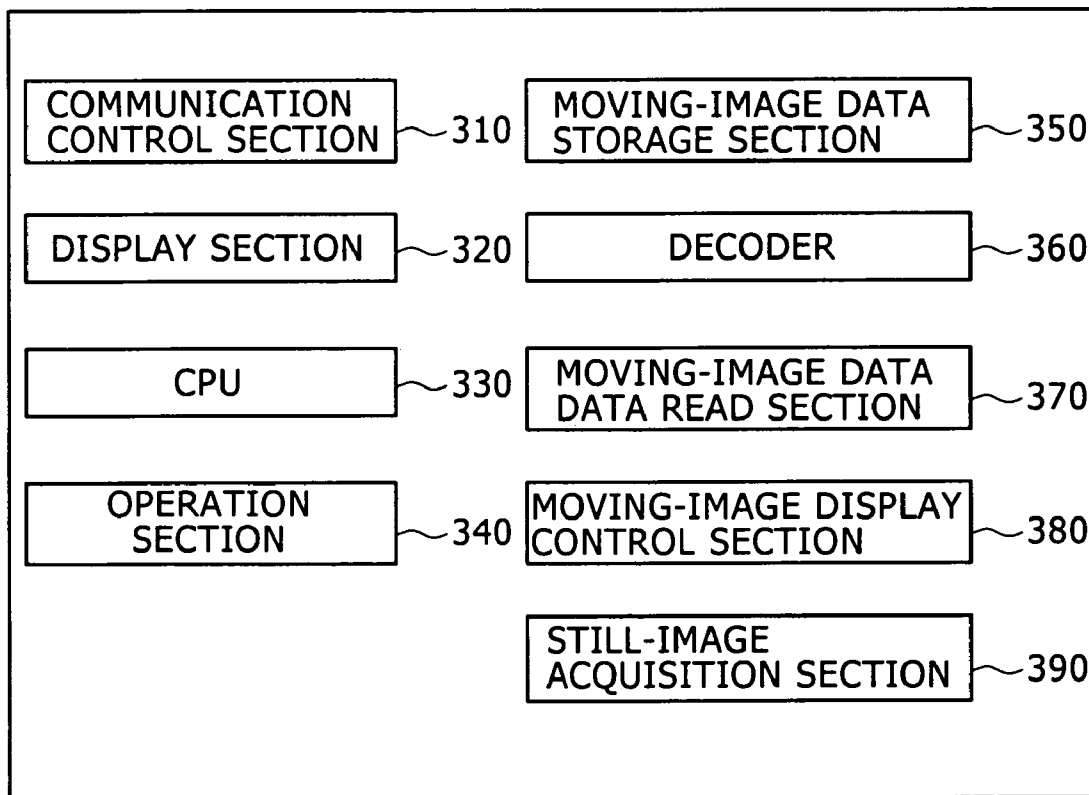 COMMUNICATION
CONTROL SECTION
310
DISPLAY SECTION
320
CPU
330
OPERATION
SECTION
340
MOVING-IMAGE DATA
STORAGE SECTION
350
DECODER
360
MOVING-IMAGE DATA
DATA READ SECTION
370
MOVING-IMAGE DISPLAY
CONTROL SECTION
380
STILL-IMAGE
ACQUISITION SECTION
390